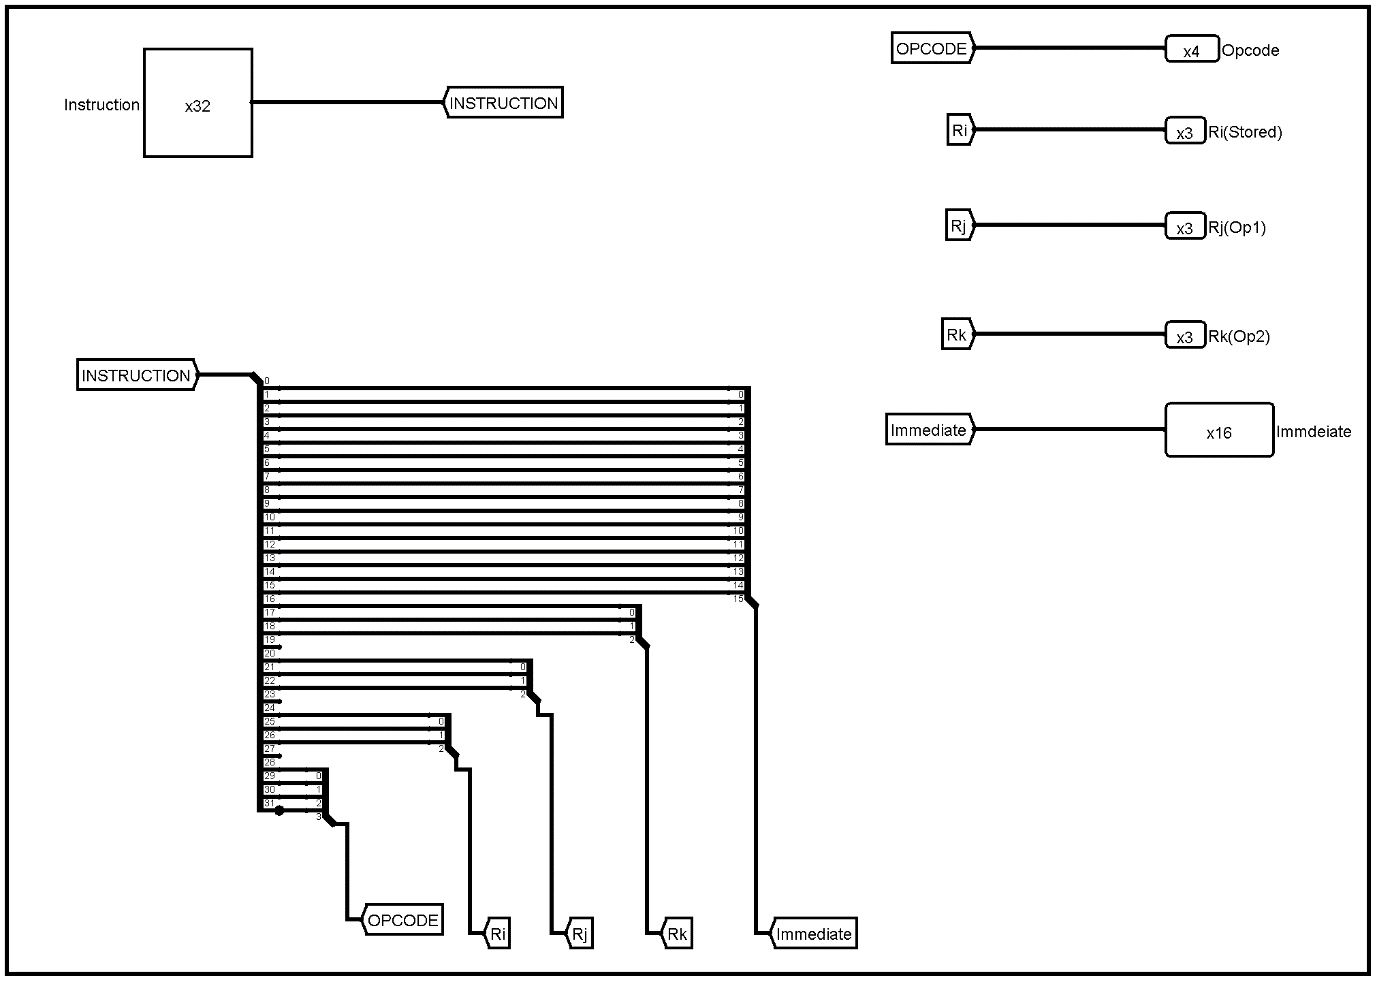 Instruction
x32
INSTRUCTION
OPCODE
x4
Opcode
Ri
x3
Ri(Stored)
Rj
x3
Rj(Op1)
Rk
x3
Rk(Op2)
Immediate
x16
Immdeiate
INSTRUCTION
0
1
2
3
4
5
6
7
8
9
10
11
12
13
14
15
16
17
18
19
20
21
22
23
24
25
26
27
28
29
30
31
0
1
2
3
4
5
6
7
8
9
10
11
12
13
14
15
0
1
2
0
1
2
0
1
2
0
1
2
3
OPCODE
Ri
Rj
Rk
Immediate